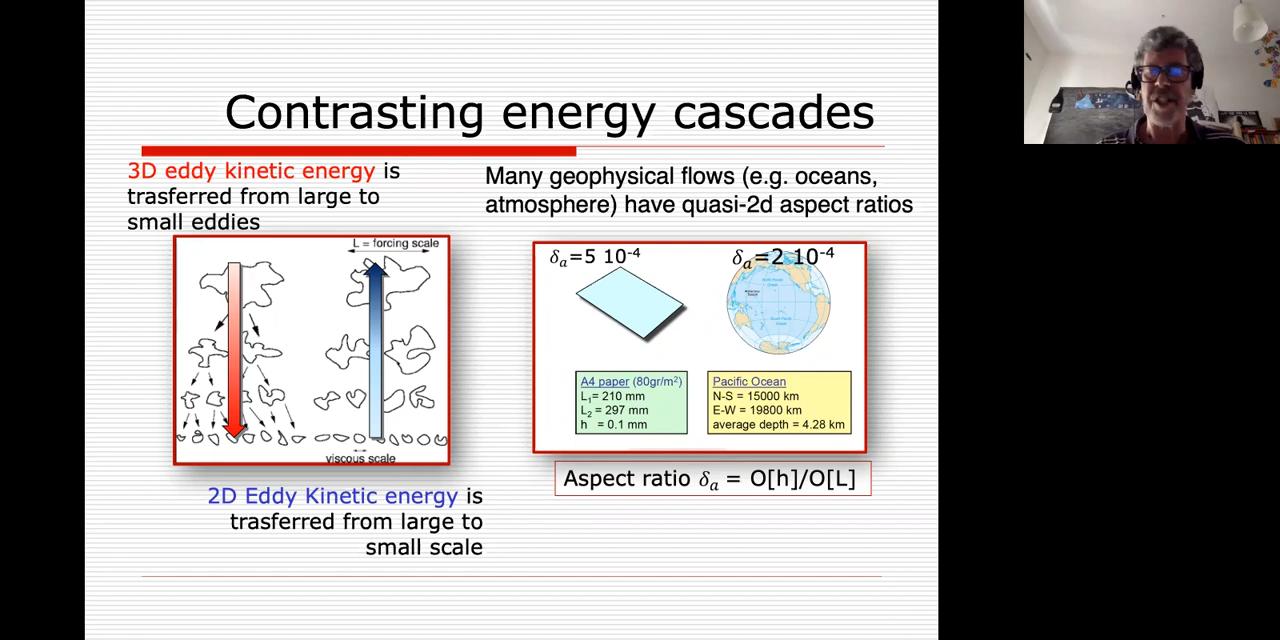 Contrasting energy cascades
3D eddy kinetic energy is
trasferred from large to
small eddies
L = forcing scale
viscous scale
2D Eddy Kinetic energy is
trasferred from large to
small scale
Many geophysical flows (e.g. oceans,
atmosphere) have quasi-2d aspect ratios
δₐ=5 10⁻⁴
δₐ=2 10⁻⁴
A4 paper (80gr/m²)
L₁= 210 mm
L₂ = 297 mm
h = 0.1 mm
Pacific Ocean
N-S = 15000 km
E-W = 19800 km
average depth = 4.28 km
Aspect ratio δₐ = O[h]/O[L]